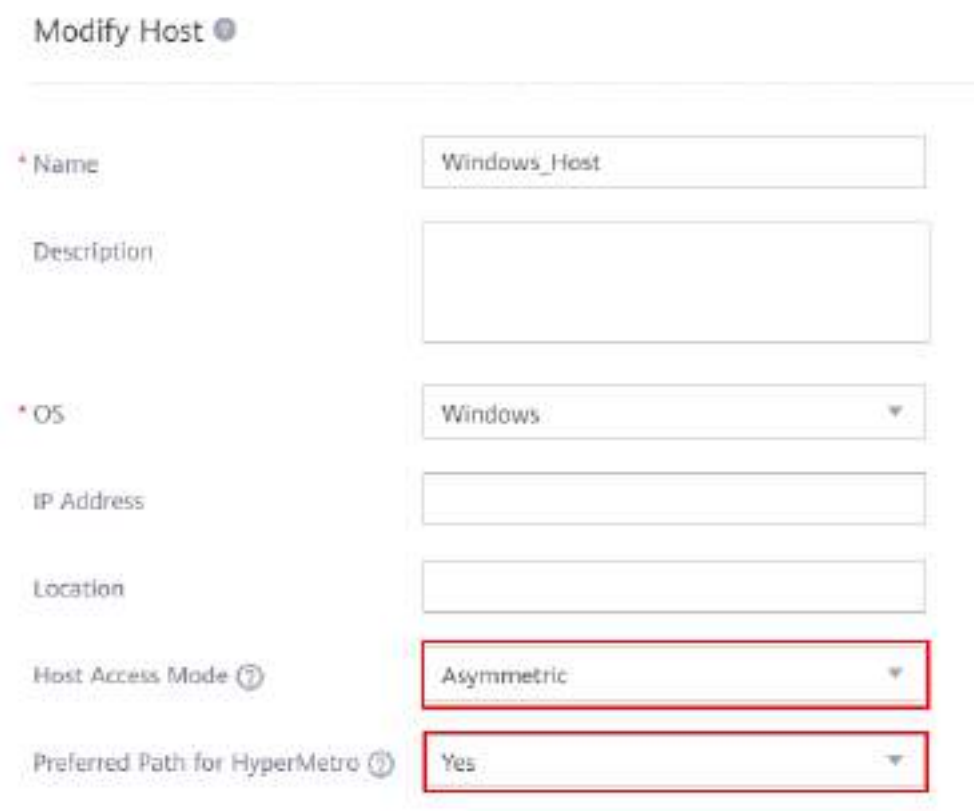 Modify Host
* Name Windows_Host
Description
* OS Windows
IP Address
Location
Host Access Mode ? Asymmetric
Preferred Path for HyperMetro ? Yes